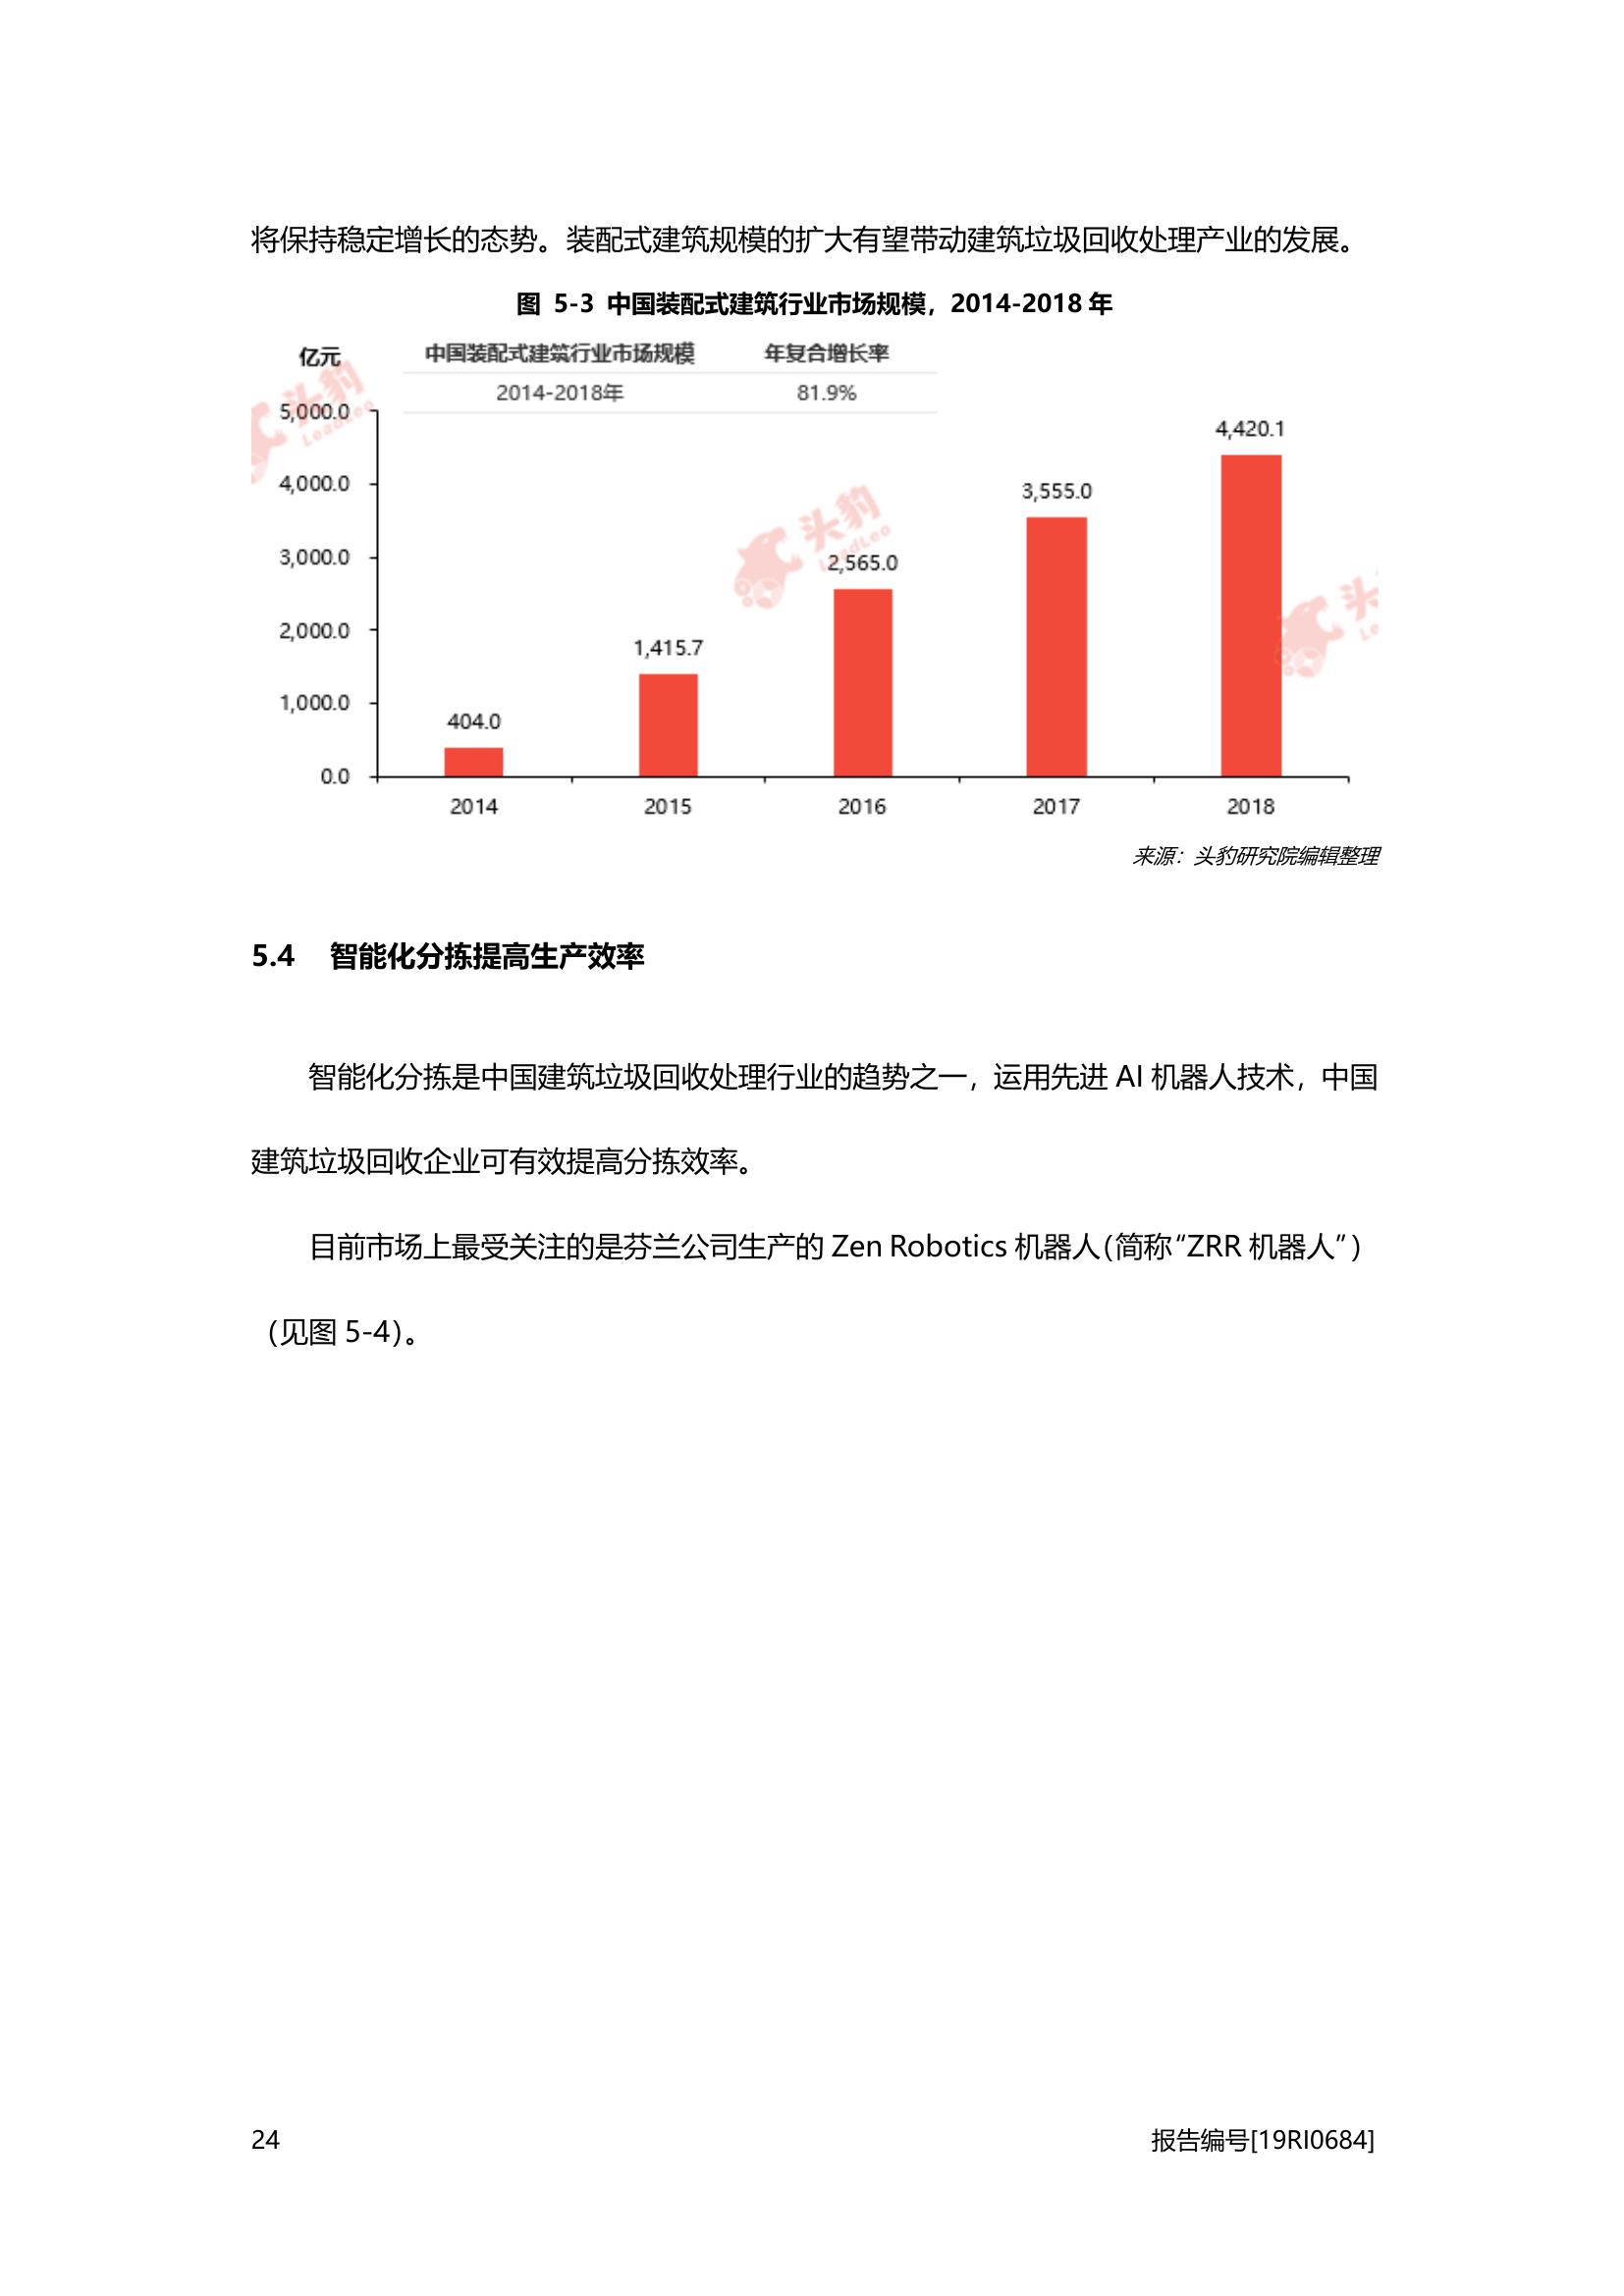 将保持稳定增长的态势。装配式建筑规模的扩大有望带动建筑垃圾回收处理产业的发展。
图 5-3 中国装配式建筑行业市场规模，2014-2018 年
亿元
中国装配式建筑行业市场规模 年复合增长率
2014-2018年 81.9%
头豹
LeadLeo
5,000.0
4,000.0
3,000.0
2,000.0
1,000.0
0.0
404.0
1,415.7
2,565.0
3,555.0
4,420.1
头豹
LeadLeo
头
Le
2014 2015 2016 2017 2018
来源：头豹研究院编辑整理
5.4 智能化分拣提高生产效率
智能化分拣是中国建筑垃圾回收处理行业的趋势之一，运用先进 AI 机器人技术，中国
建筑垃圾回收企业可有效提高分拣效率。
目前市场上最受关注的是芬兰公司生产的 Zen Robotics 机器人（简称“ZRR 机器人”）
（见图 5-4）。
24 报告编号[19RI0684]